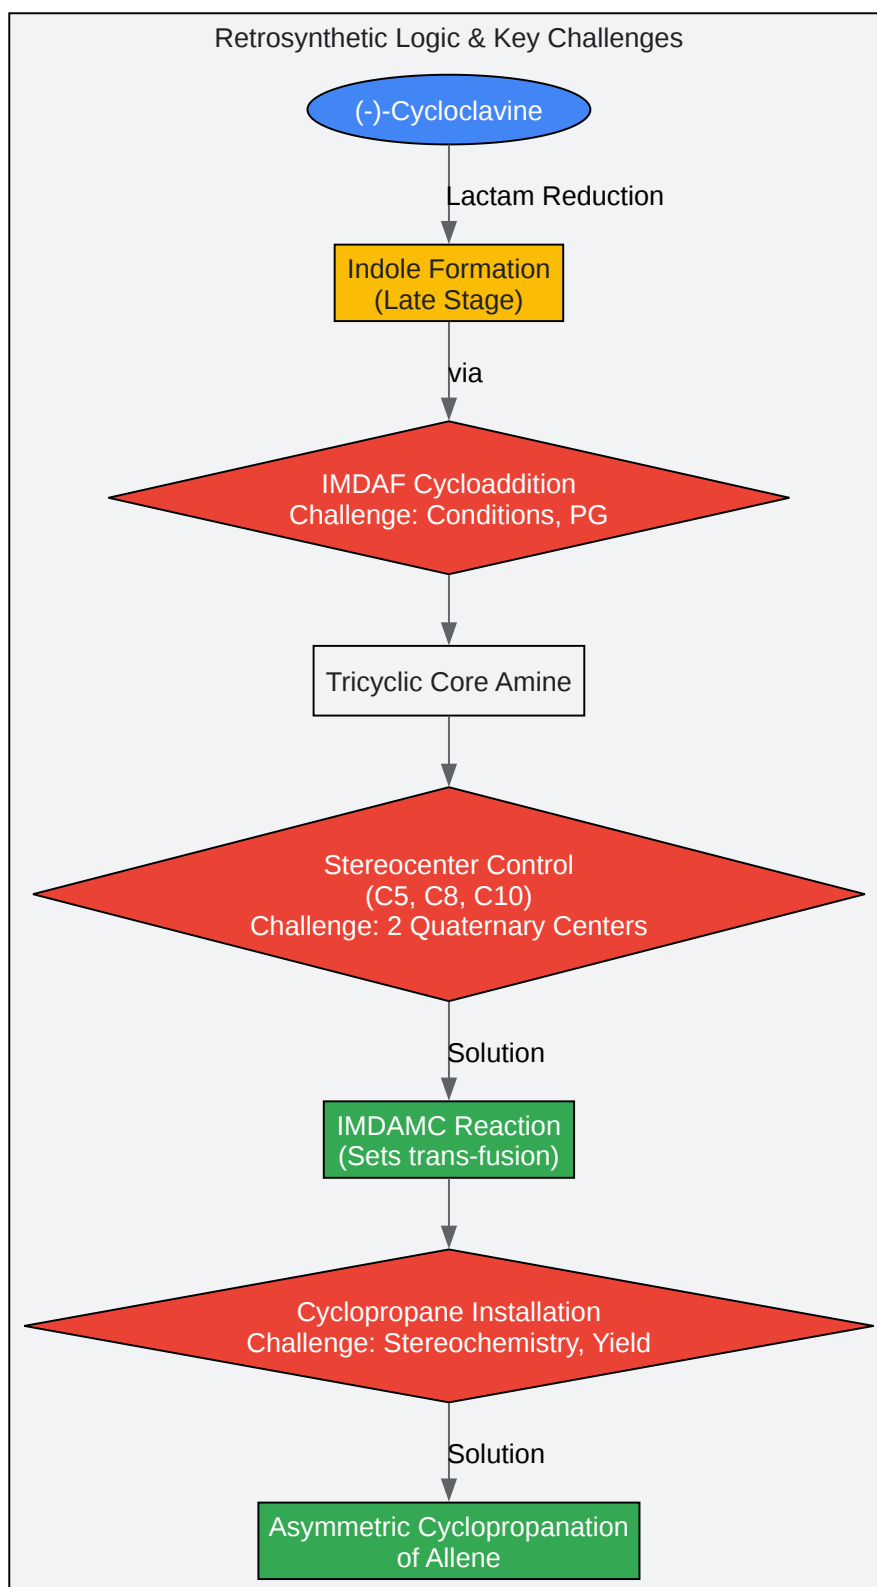 Retrosynthetic Logic & Key Challenges
(-)-Cycloclavine
Lactam Reduction
Indole Formation
(Late Stage)
via
IMDAF Cycloaddition
Challenge: Conditions, PG
Tricyclic Core Amine
Stereocenter Control
(C5, C8, C10)
Challenge: 2 Quaternary Centers
Solution
IMDAMC Reaction
(Sets trans-fusion)
Cyclopropane Installation
Challenge: Stereochemistry, Yield
Solution
Asymmetric Cyclopropanation
of Allene